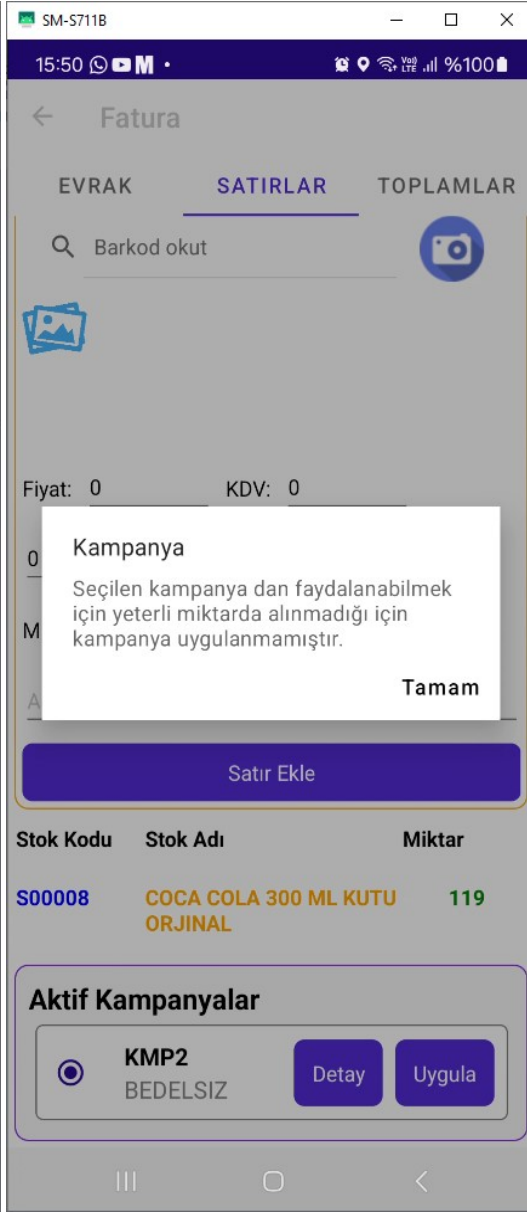 SM-S711B
15:50 M • LTE %100
Fatura
EVRAK SATIRLAR TOPLAMLAR
Barkod okut
Fiyat: 0 KDV: 0
0
Kampanya
Seçilen kampanya dan faydalanabilmek
için yeterli miktarda alınmadığı için
kampanya uygulanmamıştır.
M
Tamam
A
Satır Ekle
Stok Kodu Stok Adı Miktar
S00008 COCA COLA 300 ML KUTU 119
ORJINAL
Aktif Kampanyalar
KMP2
BEDELSIZ
Detay Uygula